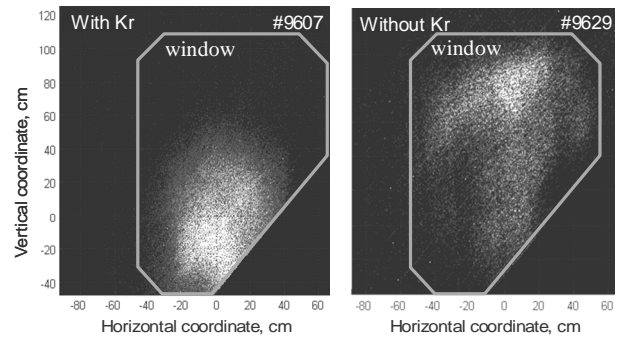 With Kr #9607
window
Vertical coordinate, cm
120
100
80
60
40
20
0
-20
-40
-80 -60 -40 -20 0 20 40 60
Horizontal coordinate, cm
Without Kr #9629
window
-80 -60 -40 -20 0 20 40 60
Horizontal coordinate, cm